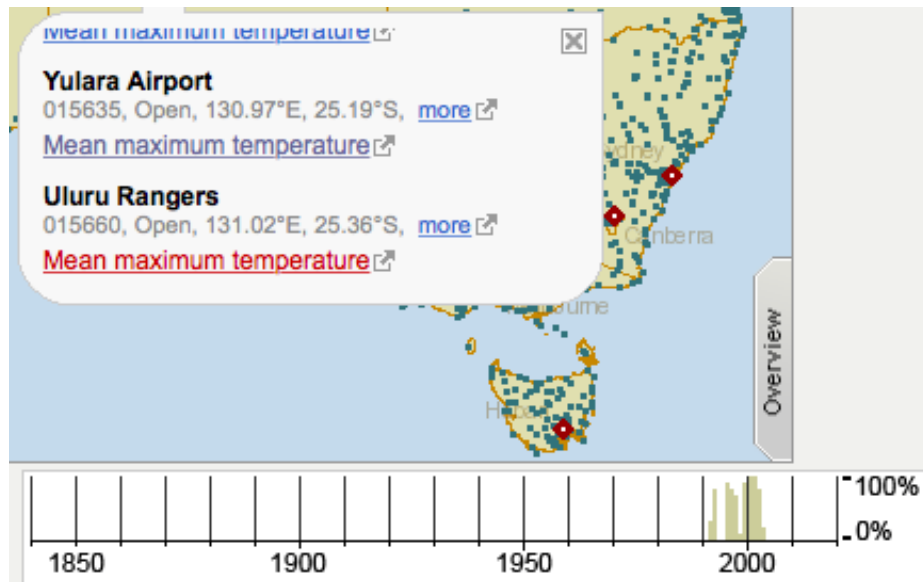 Mean maximum temperature
Yulara Airport
015635, Open, 130.97°E, 25.19°S, more
Mean maximum temperature
Uluru Rangers
015660, Open, 131.02°E, 25.36°S, more
Mean maximum temperature
Canberra
Overview
100%
0%
1850 1900 1950 2000